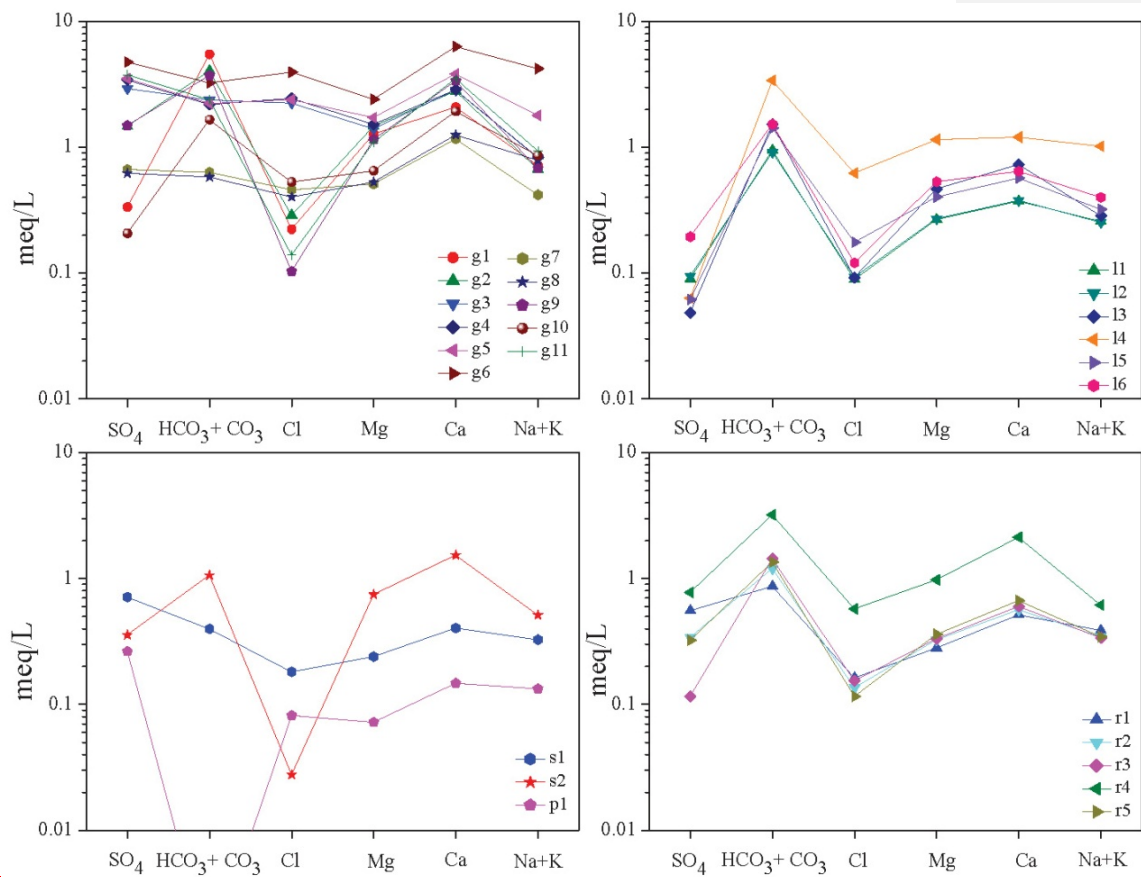 10
1
0.1
0.01
meq/L
SO4 HCO3+ CO3 Cl Mg Ca Na+K
g1 g7
g2 g8
g3 g9
g4 g10
g5 g11
g6
10
1
0.1
0.01
meq/L
SO4 HCO3+ CO3 Cl Mg Ca Na+K
l1
l2
l3
l4
l5
l6
10
1
0.1
0.01
meq/L
SO4 HCO3+ CO3 Cl Mg Ca Na+K
s1
s2
p1
10
1
0.1
0.01
meq/L
SO4 HCO3+ CO3 Cl Mg Ca Na+K
r1
r2
r3
r4
r5